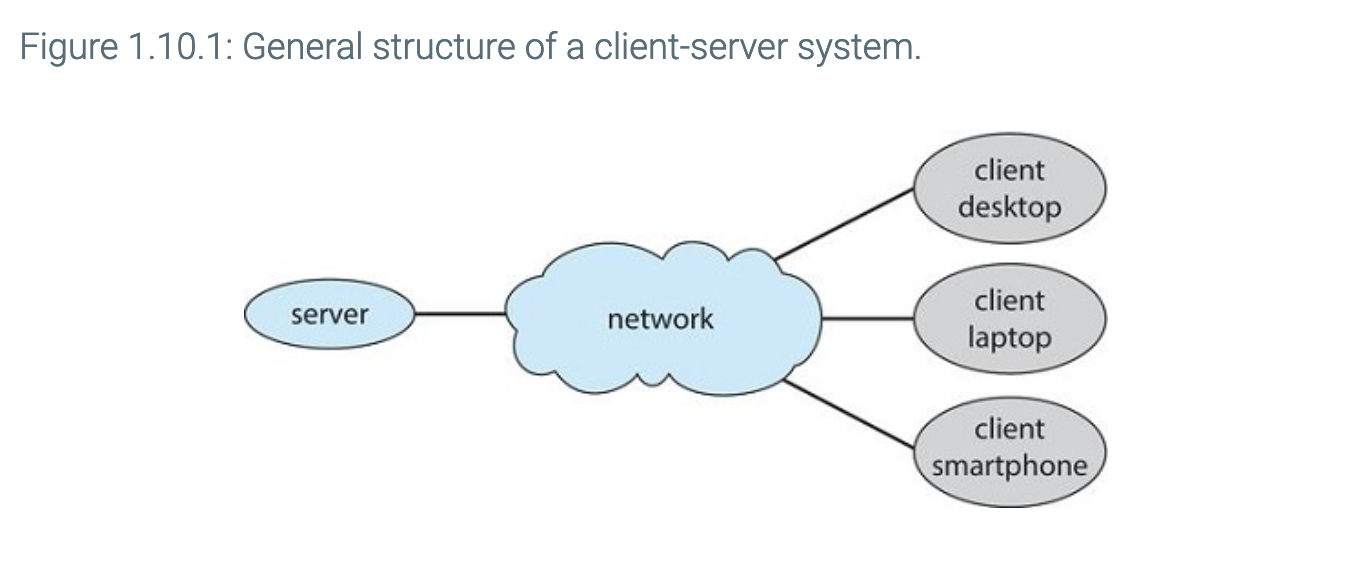 Figure 1.10.1: General structure of a client-server system.
server
network
client
desktop
client
laptop
client
smartphone